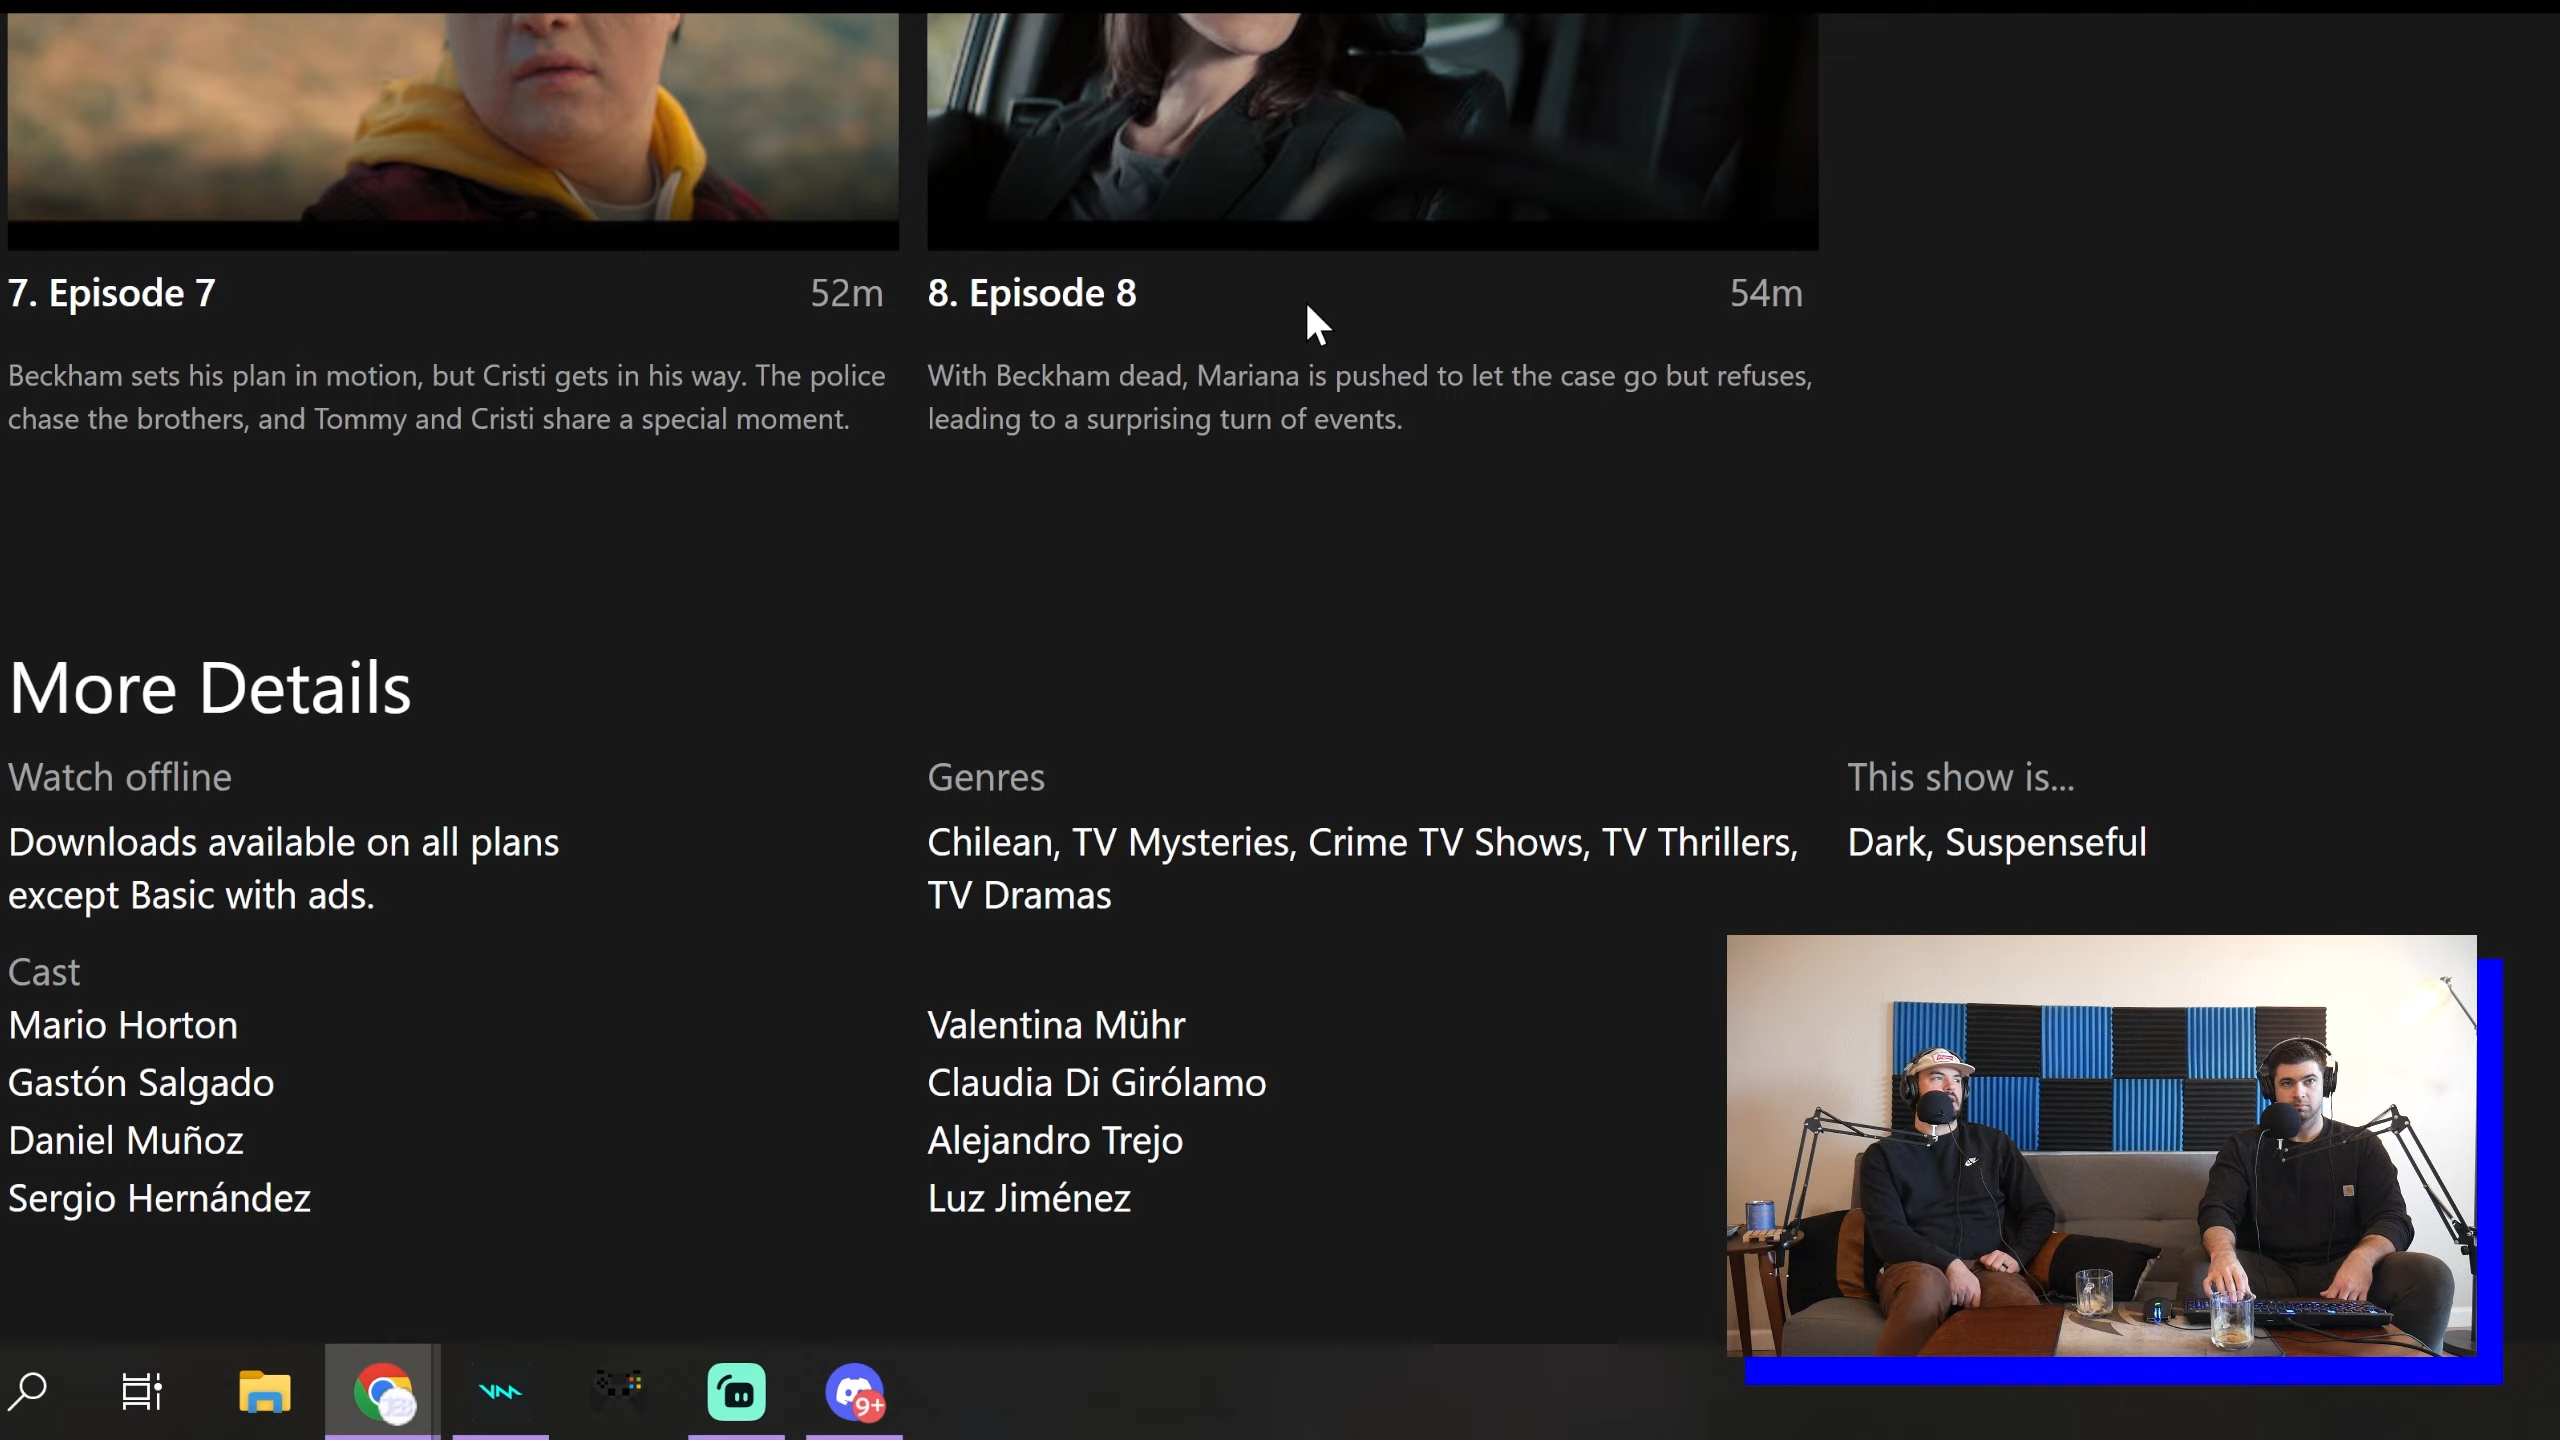 7. Episode 7
52m
Beckham sets his plan in motion, but Cristi gets in his way. The police
chase the brothers, and Tommy and Cristi share a special moment.
8. Episode 8
54m
With Beckham dead, Mariana is pushed to let the case go but refuses,
leading to a surprising turn of events.
More Details
Watch offline
Downloads available on all plans
except Basic with ads.
Genres
Chilean, TV Mysteries, Crime TV Shows, TV Thrillers,
TV Dramas
This show is...
Dark, Suspenseful
Cast
Mario Horton
Gastón Salgado
Daniel Muñoz
Sergio Hernández
Valentina Mühr
Claudia Di Girólamo
Alejandro Trejo
Luz Jiménez
9+